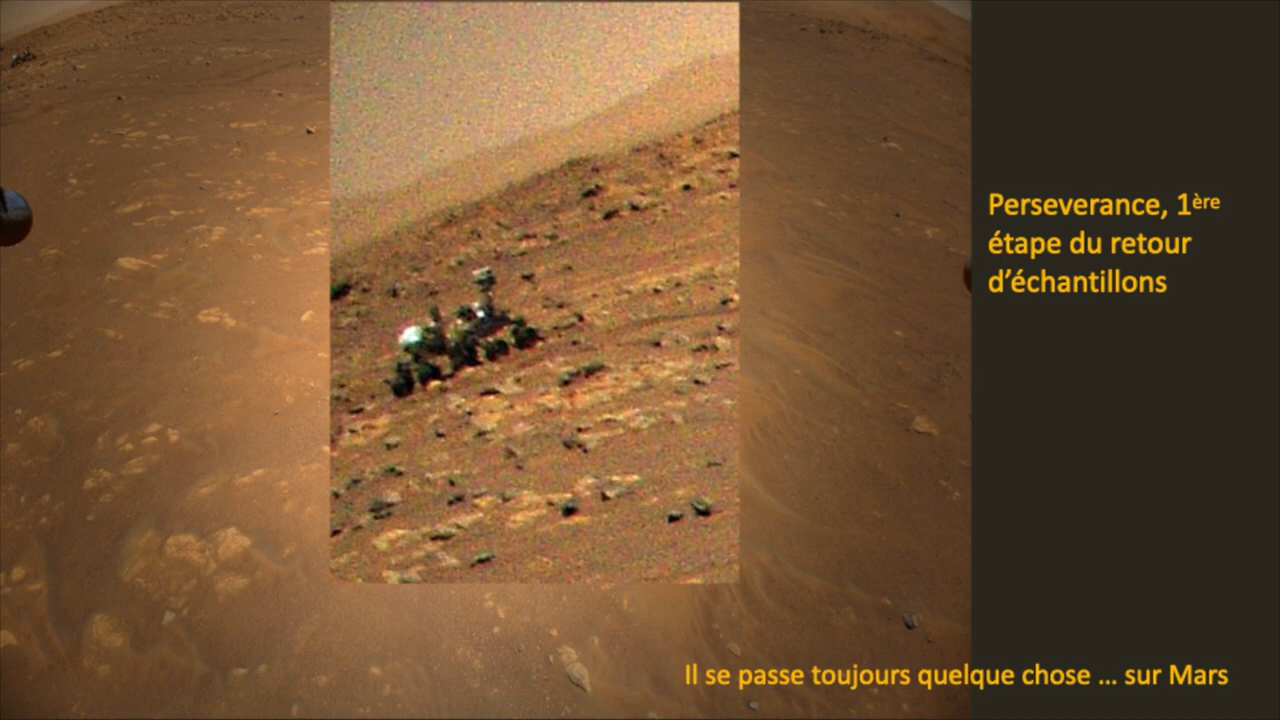 Perseverance, 1ère
étape du retour
d’échantillons
Il se passe toujours quelque chose ... sur Mars